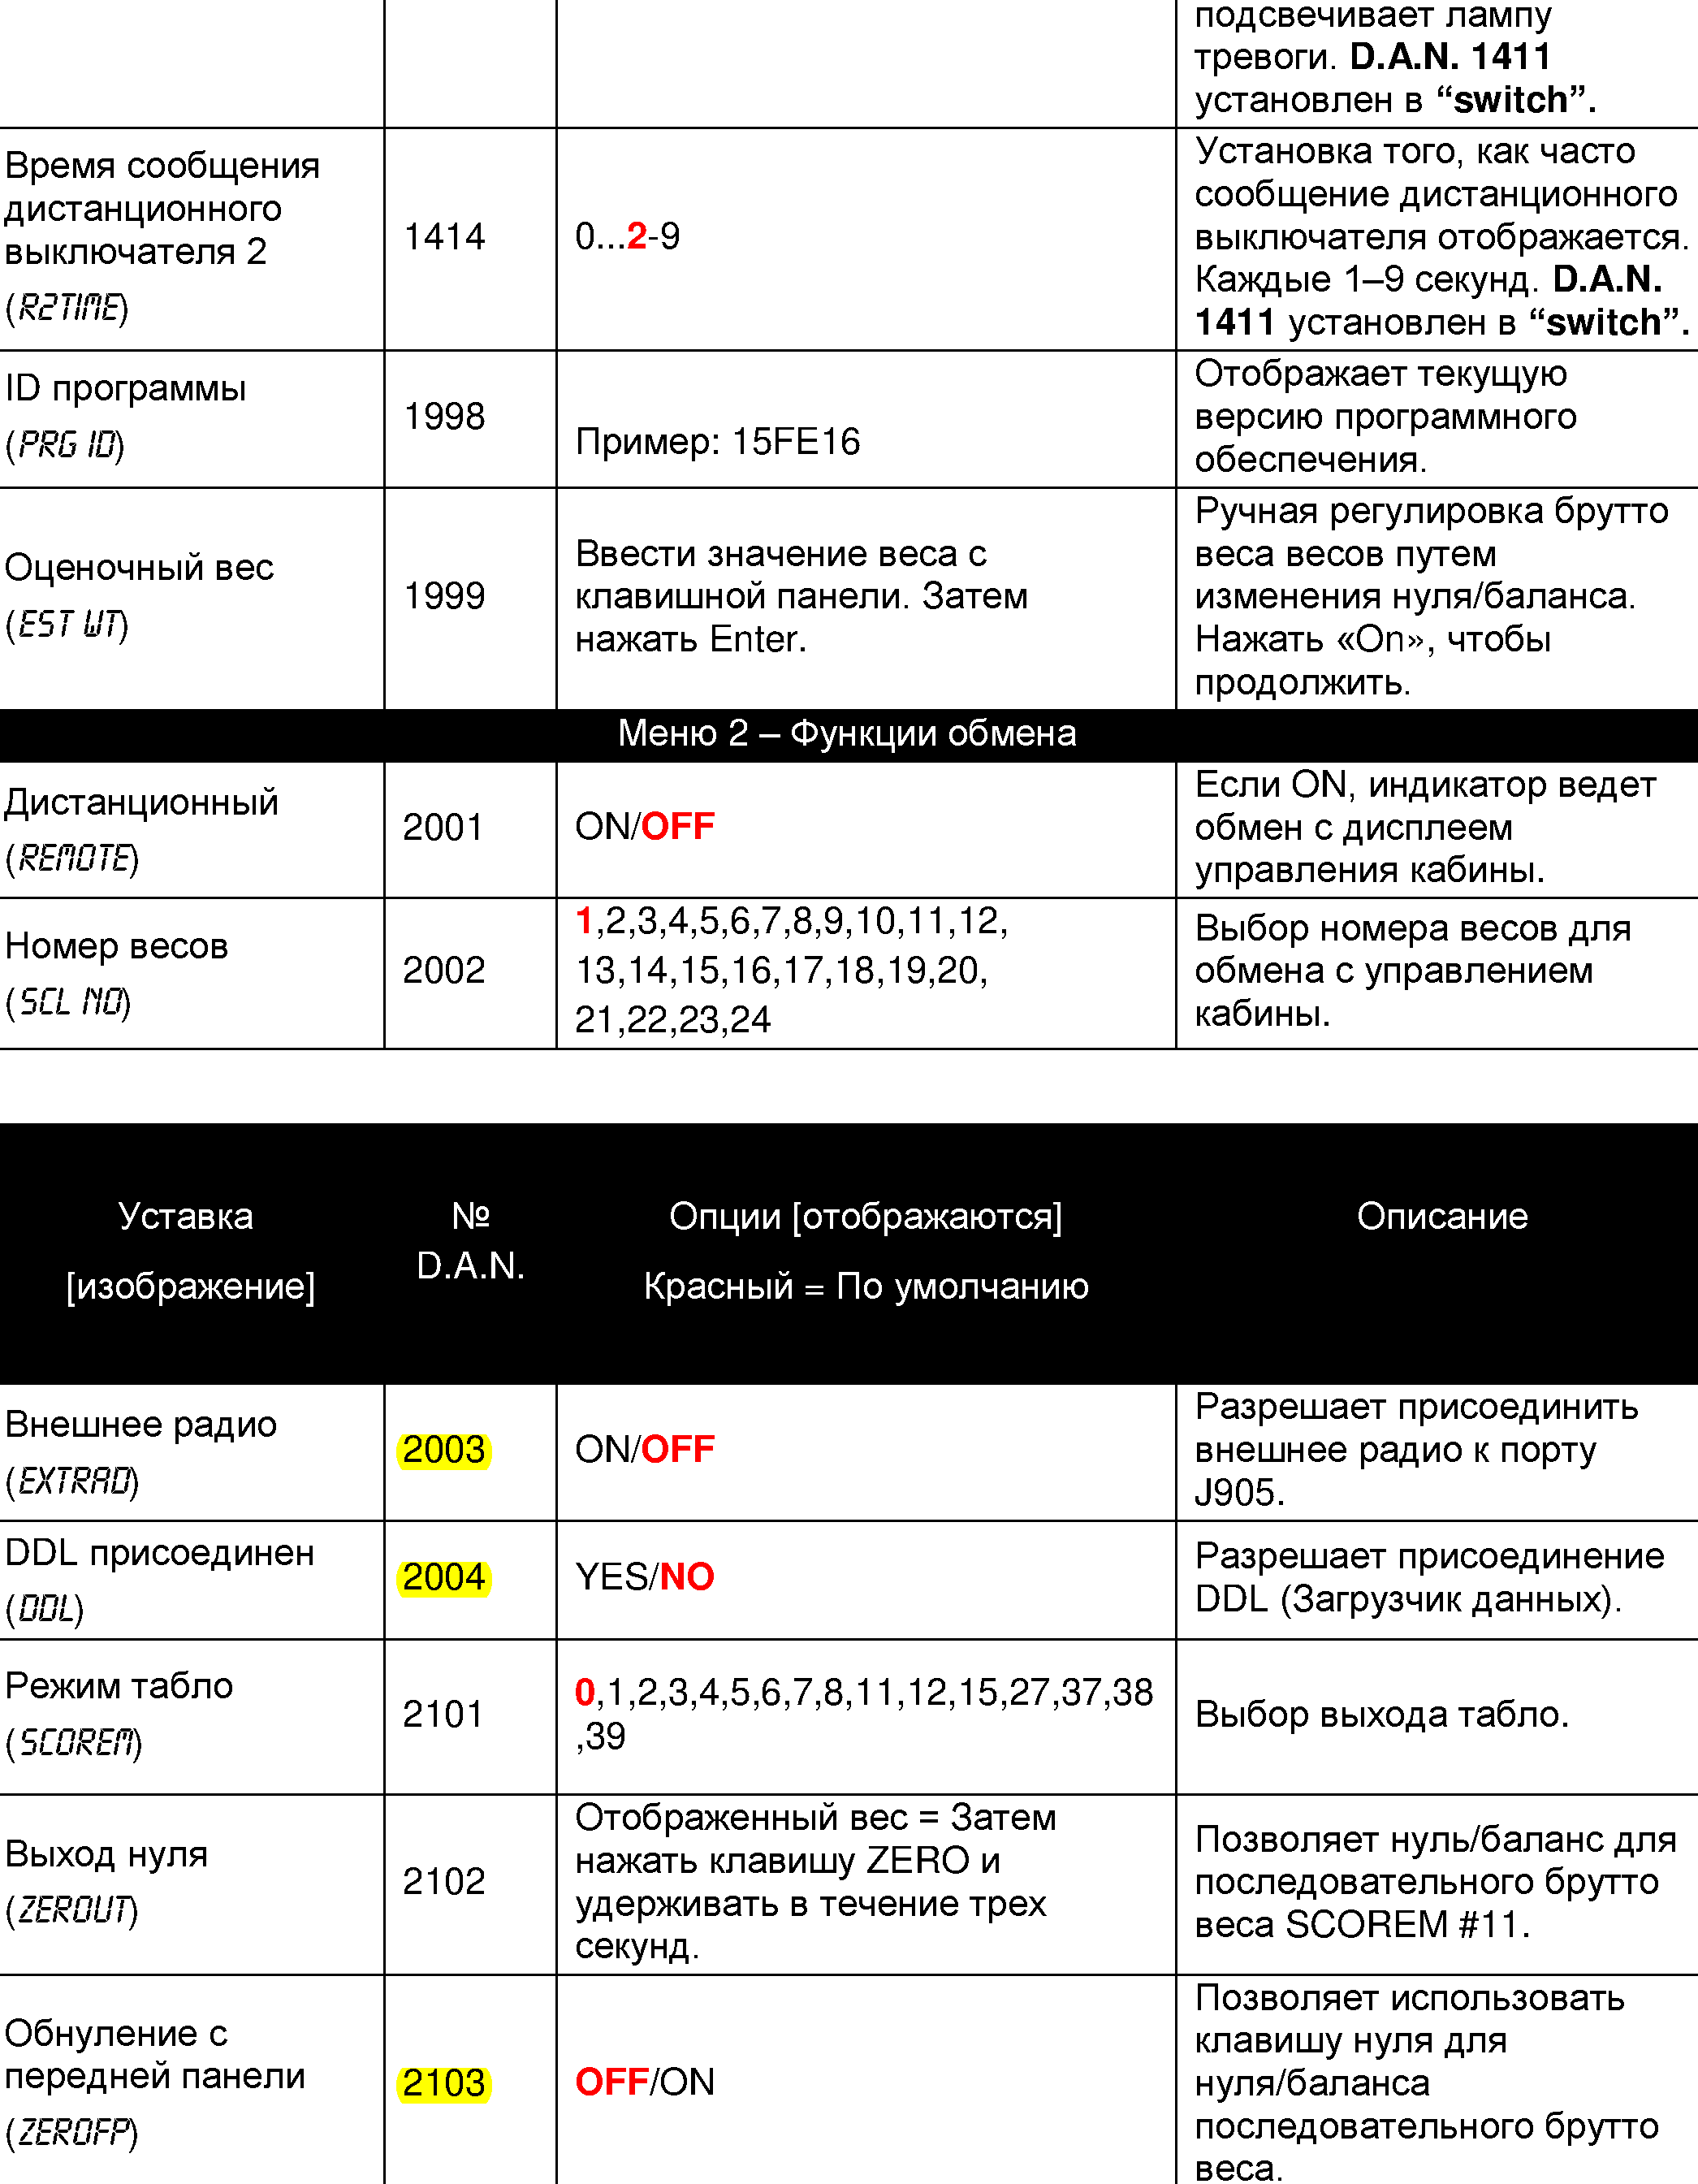 подсвечивает лампу
тревоги. D.A.N. 1411
установлен в “switch”.
Время сообщения
дистанционного
выключателя 2
(R2TIME)
1414
0...2-9
Установка того, как часто
сообщение дистанционного
выключателя отображается.
Каждые 1–9 секунд. D.A.N.
1411 установлен в “switch”.
ID программы
(PRG ID)
1998
Пример: 15FE16
Отображает текущую
версию программного
обеспечения.
Оценочный вес
(EST WT)
1999
Ввести значение веса с
клавишной панели. Затем
нажать Enter.
Ручная регулировка брутто
веса весов путем
изменения нуля/баланса.
Нажать «On», чтобы
продолжить.
Меню 2 – Функции обмена
Дистанционный
(REMOTE)
2001
ON/OFF
Если ON, индикатор ведет
обмен с дисплеем
управления кабины.
Номер весов
(SCL NO)
2002
1,2,3,4,5,6,7,8,9,10,11,12,
13,14,15,16,17,18,19,20,
21,22,23,24
Выбор номера весов для
обмена с управлением
кабины.
Уставка
[изображение]
№
D.A.N.
Опции [отображаются]
Красный = По умолчанию
Описание
Внешнее радио
(EXTRAD)
2003
ON/OFF
Разрешает присоединить
внешнее радио к порту
J905.
DDL присоединен
(DDL)
2004
YES/NO
Разрешает присоединение
DDL (Загрузчик данных).
Режим табло
(SCOREM)
2101
0,1,2,3,4,5,6,7,8,11,12,15,27,37,38
,39
Выбор выхода табло.
Выход нуля
(ZEROUT)
2102
Отображенный вес = Затем
нажать клавишу ZERO и
удерживать в течение трех
секунд.
Позволяет нуль/баланс для
последовательного брутто
веса SCOREM #11.
Обнуление с
передней панели
(ZEROFP)
2103
OFF/ON
Позволяет использовать
клавишу нуля для
нуля/баланса
последовательного брутто
веса.